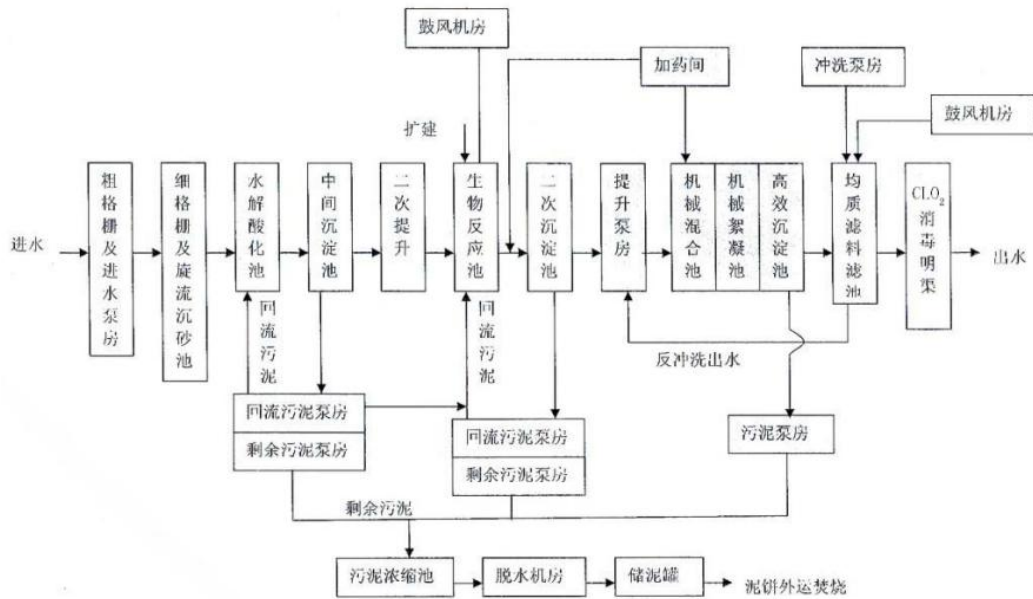 鼓风机房
加药间
冲洗泵房
鼓风机房
扩建
进水
粗格栅及进水泵房
细格栅及旋流沉砂池
水解酸化池
中间沉淀池
二次提升
生物反应池
二次沉淀池
提升泵房
机械混合池
机械絮凝池
高效沉淀池
均质滤料滤池
CLO₂消毒明渠
出水
回流污泥
回流污泥
反冲洗出水
回流污泥泵房
剩余污泥泵房
回流污泥泵房
剩余污泥泵房
污泥泵房
剩余污泥
污泥浓缩池
脱水机房
储泥罐
泥饼外运焚烧